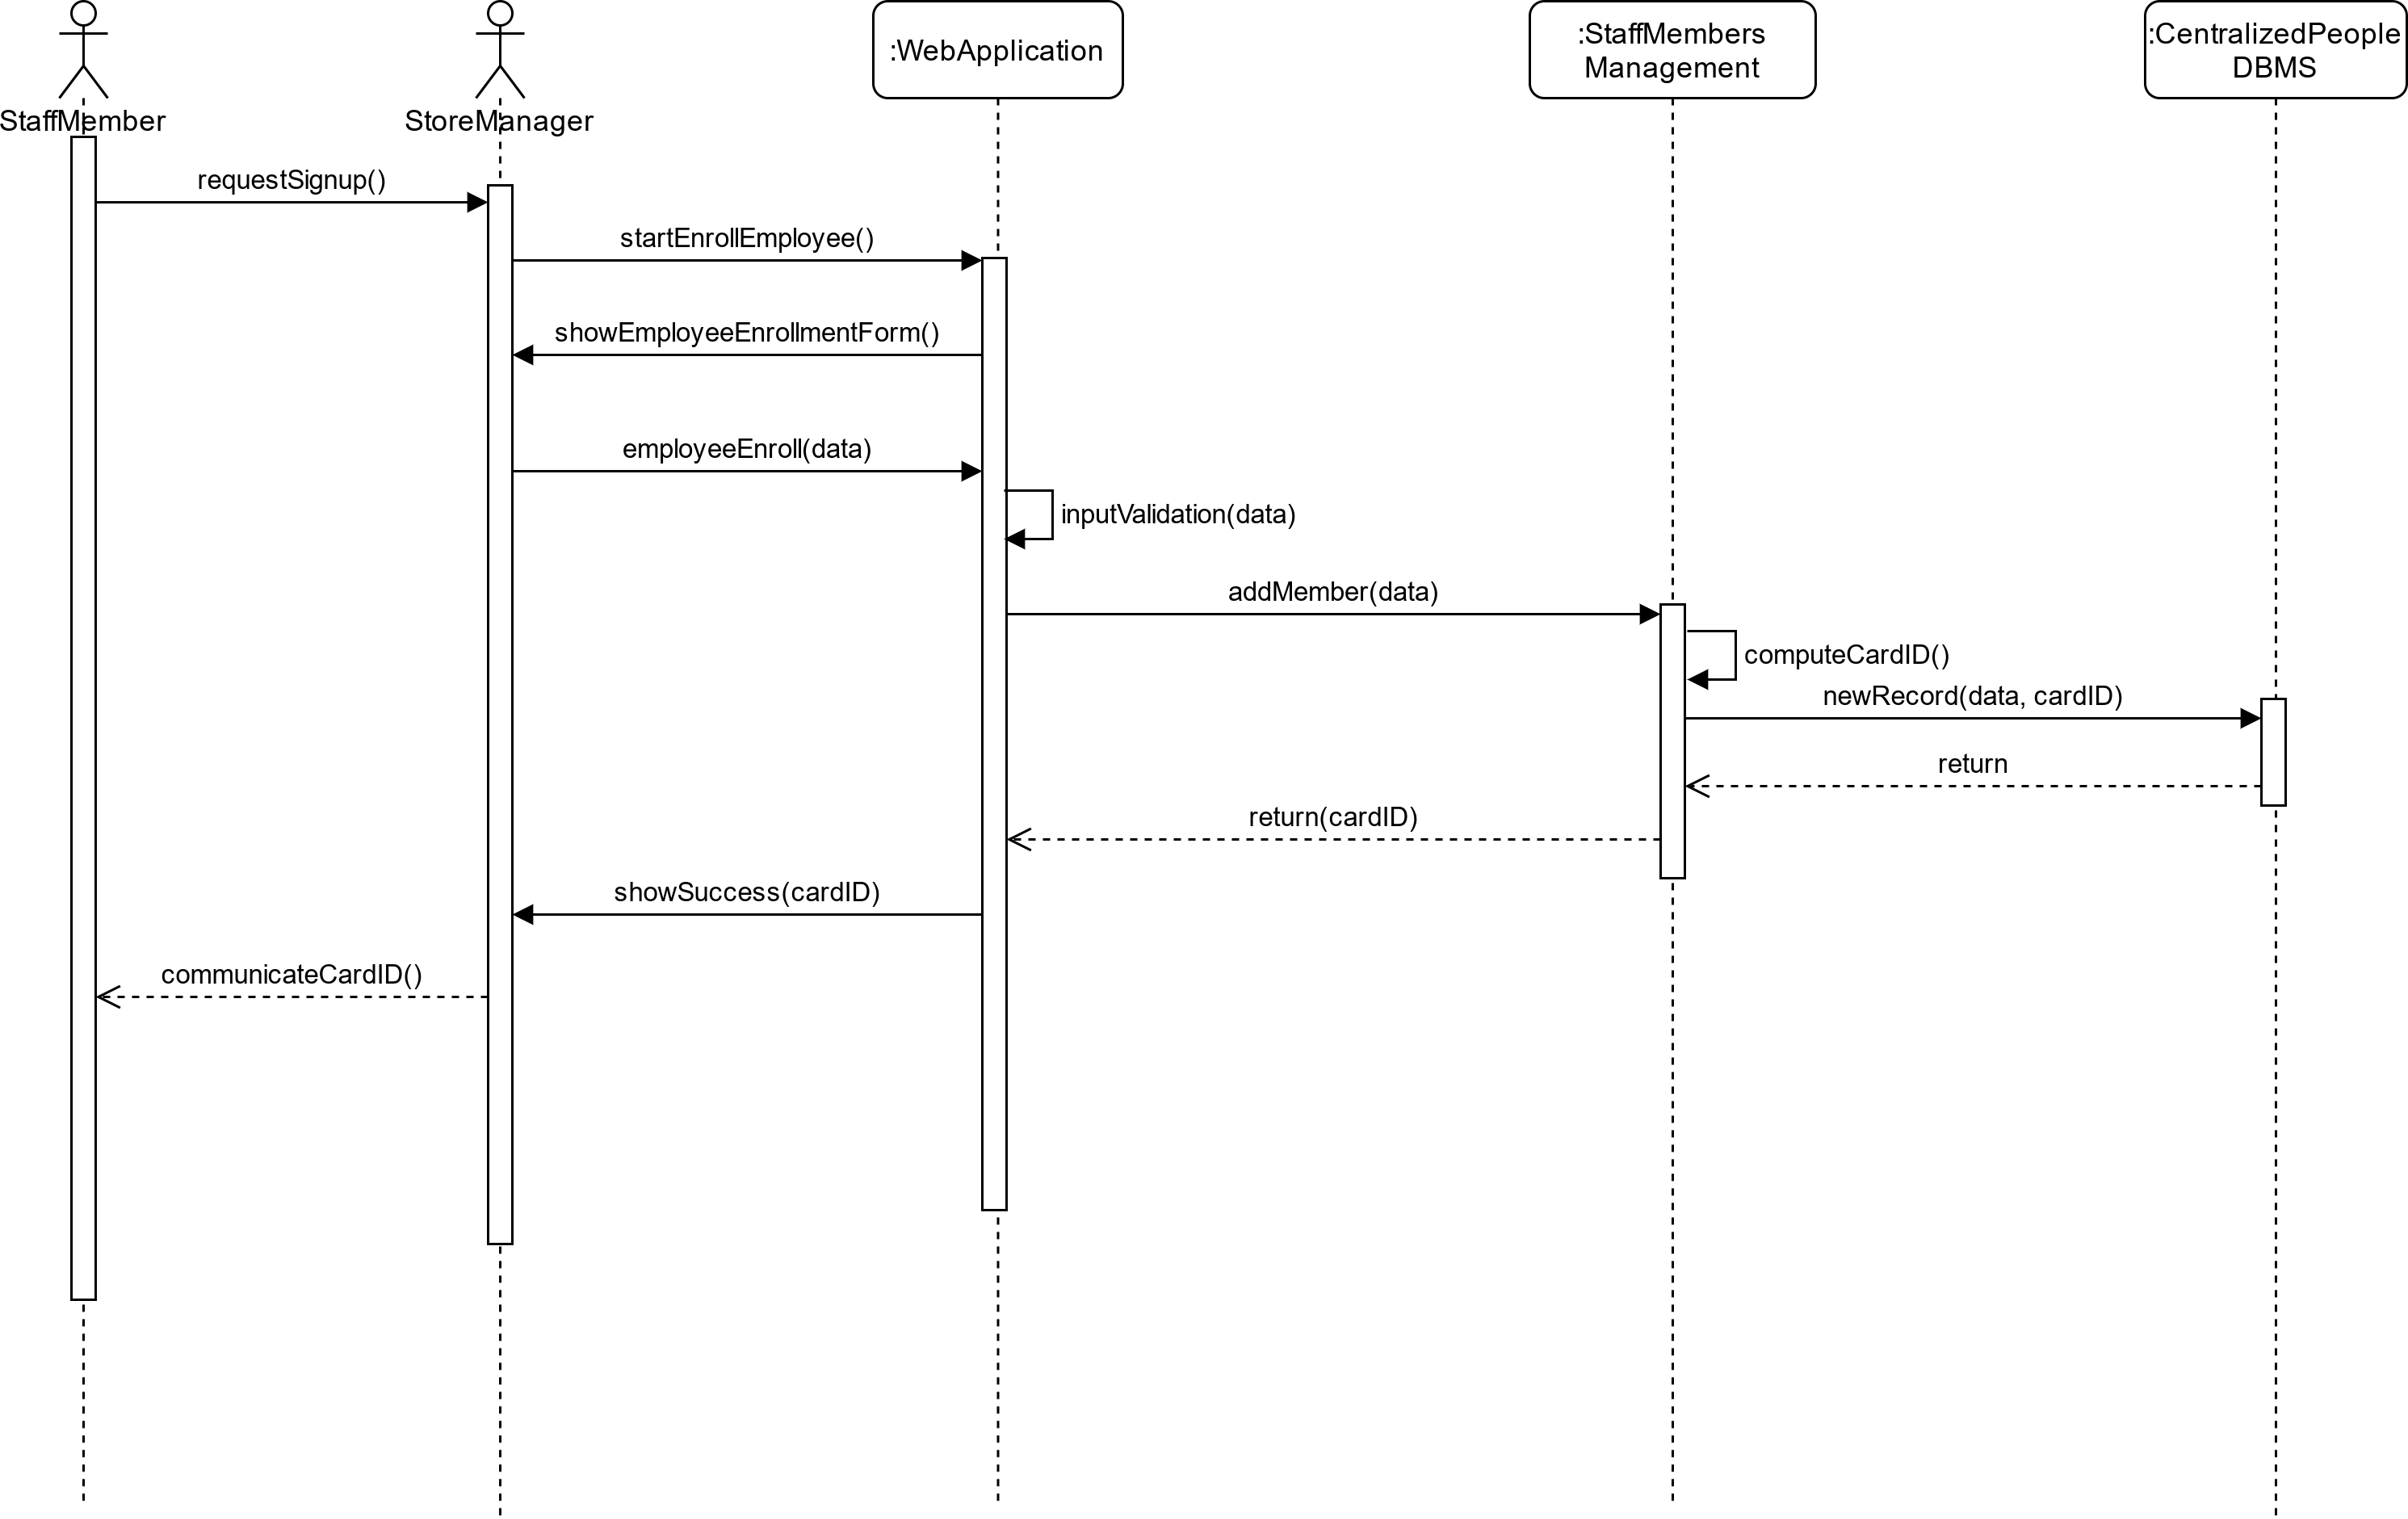 StaffMember
StoreManager
:WebApplication
:StaffMembers
Management
:CentralizedPeople
DBMS
requestSignup()
startEnrollEmployee()
showEmployeeEnrollmentForm()
employeeEnroll(data)
inputValidation(data)
addMember(data)
computeCardID()
newRecord(data, cardID)
return
return(cardID)
showSuccess(cardID)
communicateCardID()